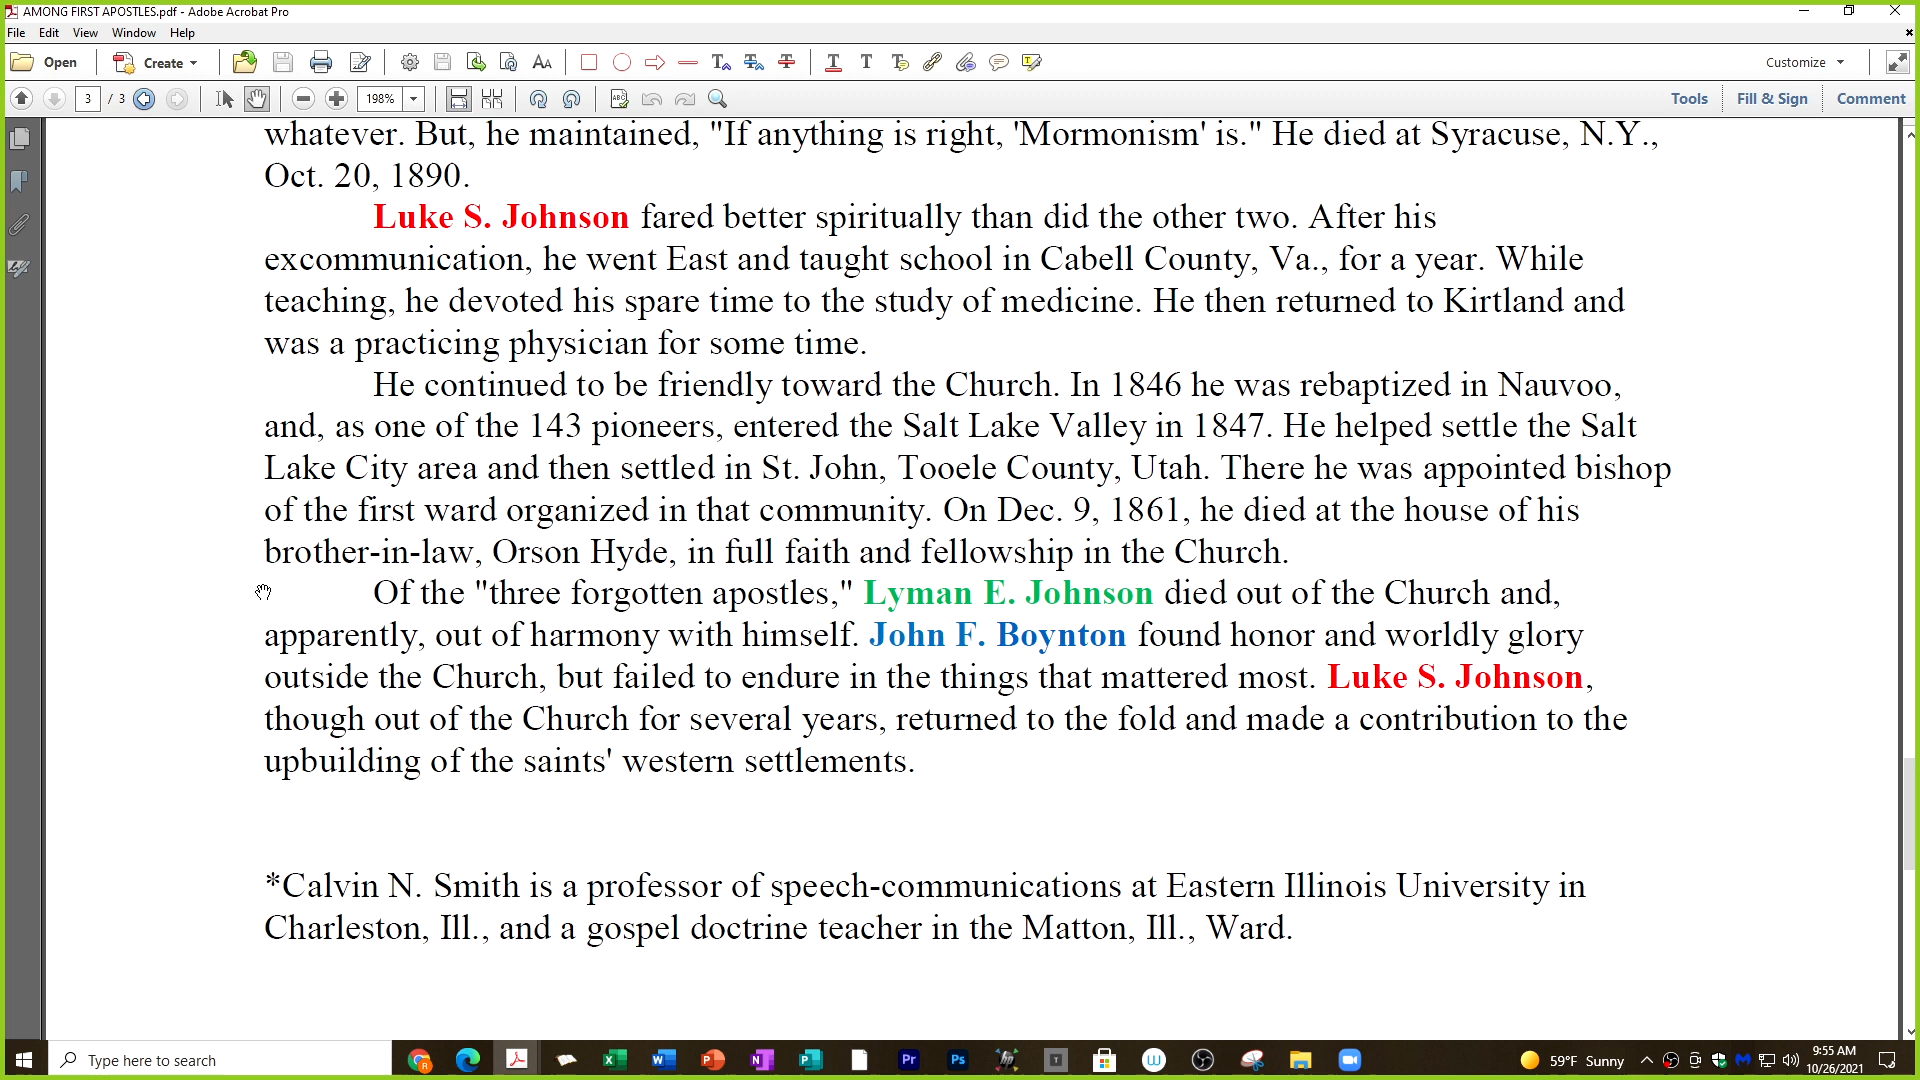 AMONG FIRST APOSTLES.pdf - Adobe Acrobat Pro
File Edit View Window Help
Open Create Customize
3 / 3 198% Tools Fill & Sign Comment
whatever. But, he maintained, "If anything is right, 'Mormonism' is." He died at Syracuse, N.Y.,
Oct. 20, 1890.
Luke S. Johnson fared better spiritually than did the other two. After his
excommunication, he went East and taught school in Cabell County, Va., for a year. While
teaching, he devoted his spare time to the study of medicine. He then returned to Kirtland and
was a practicing physician for some time.
He continued to be friendly toward the Church. In 1846 he was rebaptized in Nauvoo,
and, as one of the 143 pioneers, entered the Salt Lake Valley in 1847. He helped settle the Salt
Lake City area and then settled in St. John, Tooele County, Utah. There he was appointed bishop
of the first ward organized in that community. On Dec. 9, 1861, he died at the house of his
brother-in-law, Orson Hyde, in full faith and fellowship in the Church.
Of the "three forgotten apostles," Lyman E. Johnson died out of the Church and,
apparently, out of harmony with himself. John F. Boynton found honor and worldly glory
outside the Church, but failed to endure in the things that mattered most. Luke S. Johnson,
though out of the Church for several years, returned to the fold and made a contribution to the
upbuilding of the saints' western settlements.
*Calvin N. Smith is a professor of speech-communications at Eastern Illinois University in
Charleston, Ill., and a gospel doctrine teacher in the Matton, Ill., Ward.
Type here to search 59°F Sunny 9:55 AM
10/26/2021